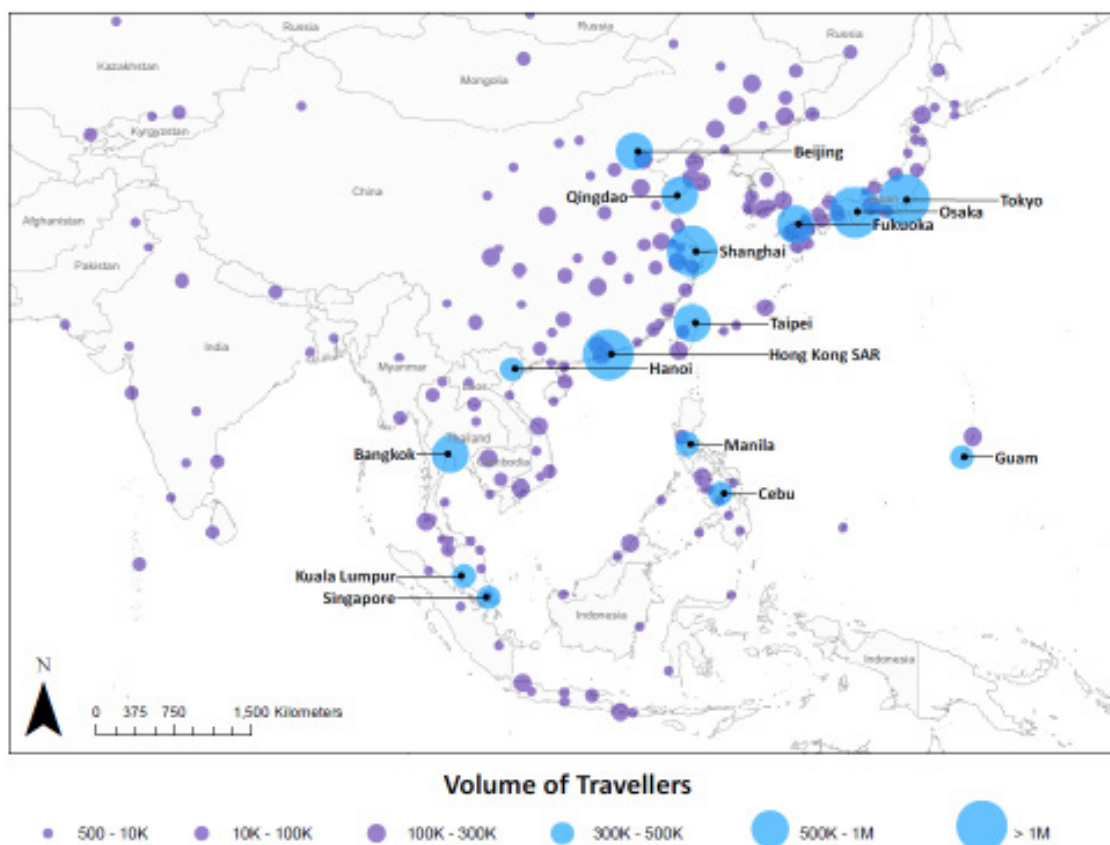 Russia
Russia
Russia
Kazakhstan
Mongolia
Kyrgyzstan
Beijing
China
Qingdao
Japan
Tokyo
Osaka
Afghanistan
Fukuoka
Shanghai
Pakistan
Taipei
India
Hong Kong SAR
Myanmar
Hanoi
Laos
Thailand
Manila
Bangkok
Cambodia
Guam
Cebu
Kuala Lumpur
Singapore
Indonesia
Indonesia
N
0 375 750 1,500 Kilometers
Volume of Travellers
500 - 10K 10K - 100K 100K - 300K 300K - 500K 500K - 1M > 1M